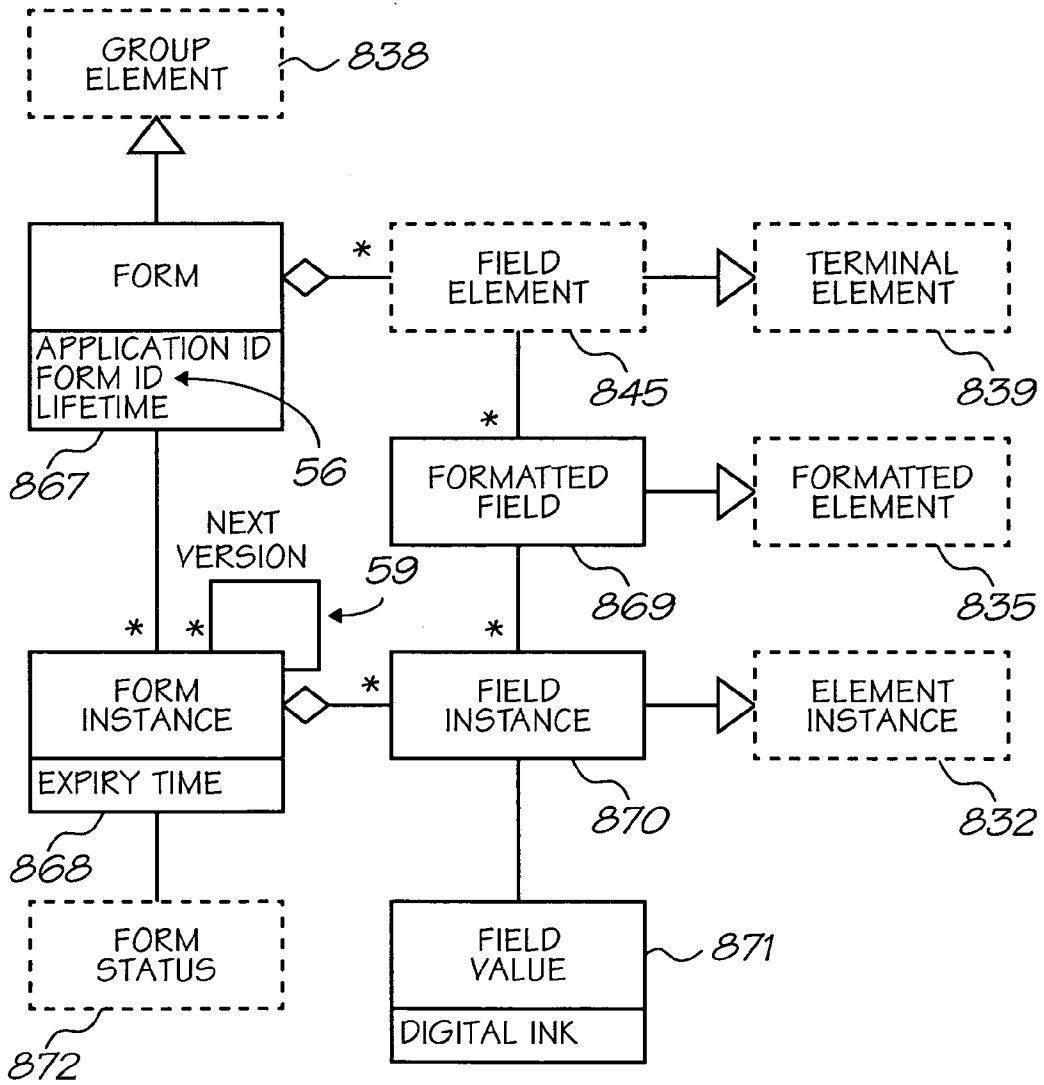 GROUP
ELEMENT
838
FORM
*
FIELD
ELEMENT
TERMINAL
ELEMENT
APPLICATION ID
FORM ID
LIFETIME
845
839
867
56
*
FORMATTED
FIELD
FORMATTED
ELEMENT
NEXT
VERSION
59
869
835
*
*
*
FORM
INSTANCE
*
FIELD
INSTANCE
ELEMENT
INSTANCE
EXPIRY TIME
870
832
868
FORM
STATUS
FIELD
VALUE
871
DIGITAL INK
872